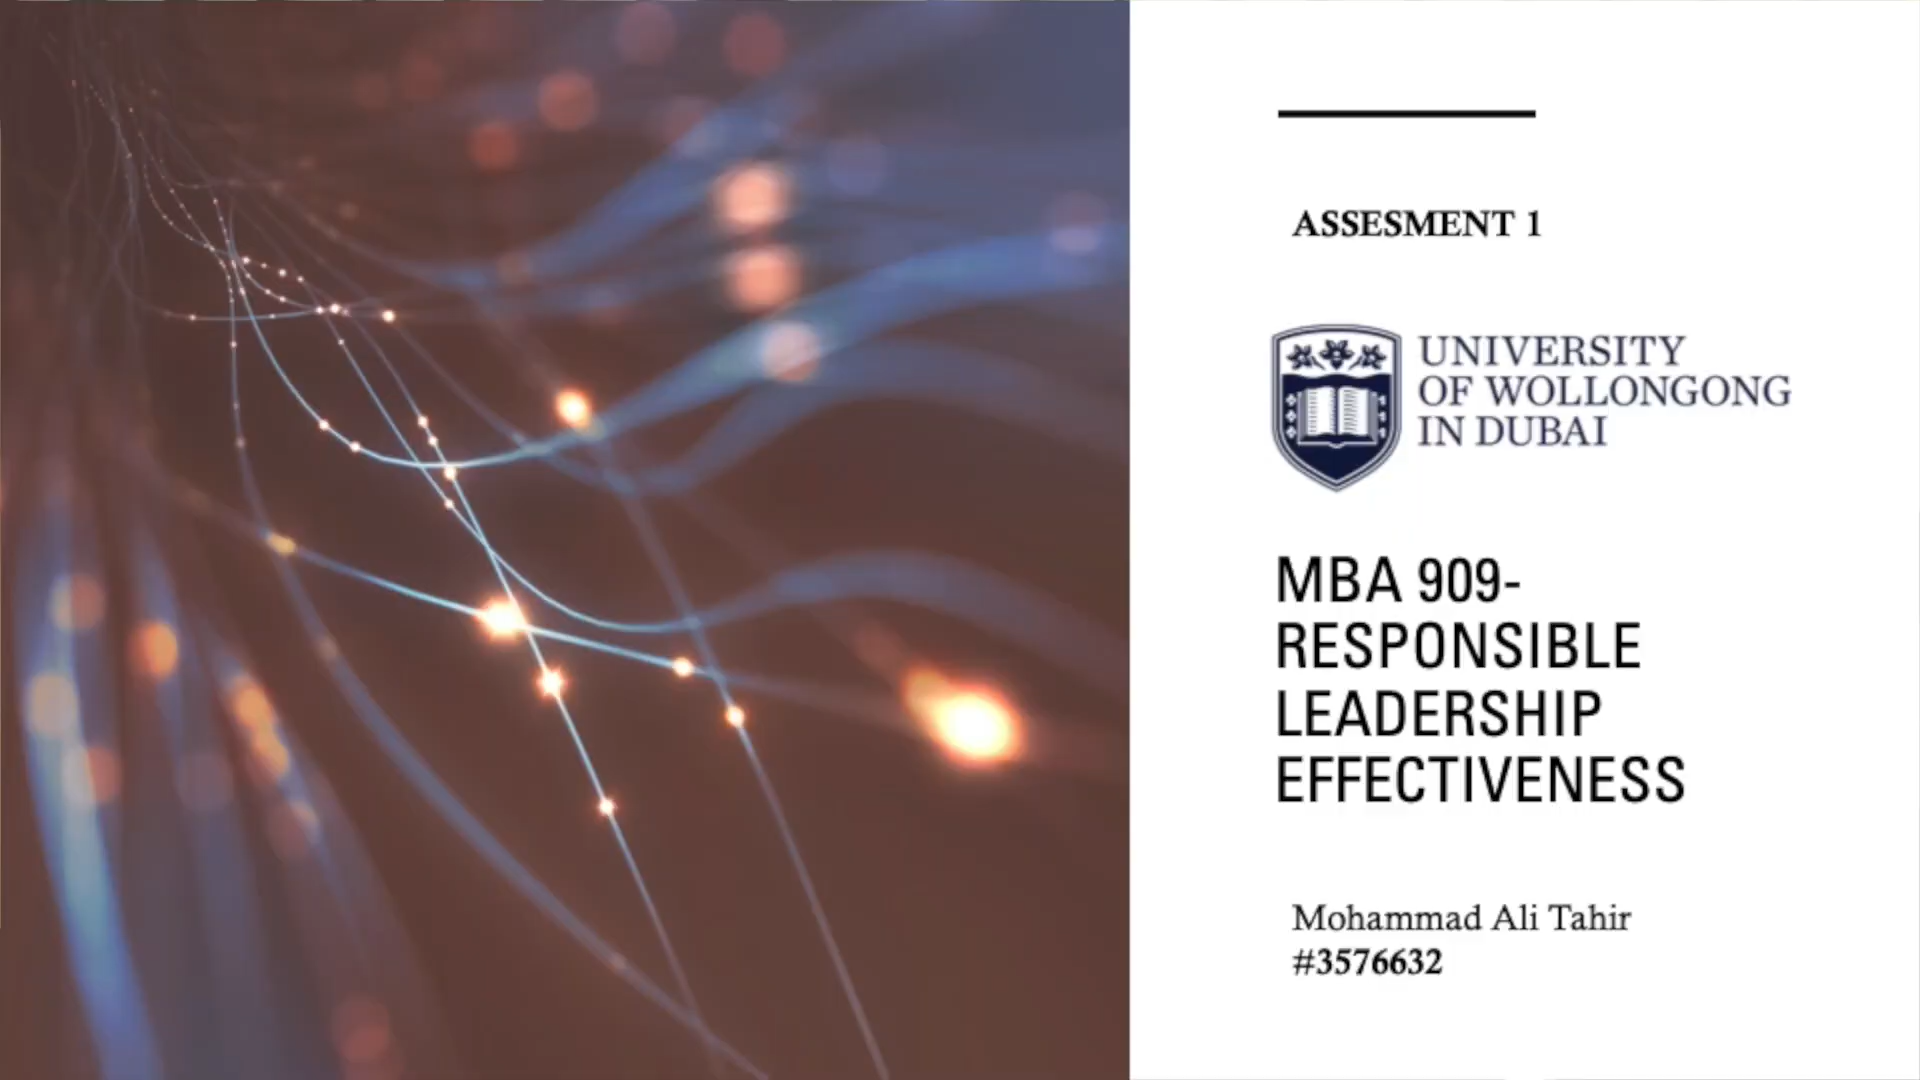 ASSESMENT 1
UNIVERSITY
OF WOLLONGONG
IN DUBAI
MBA 909-
RESPONSIBLE
LEADERSHIP
EFFECTIVENESS
Mohammad Ali Tahir
#3576632